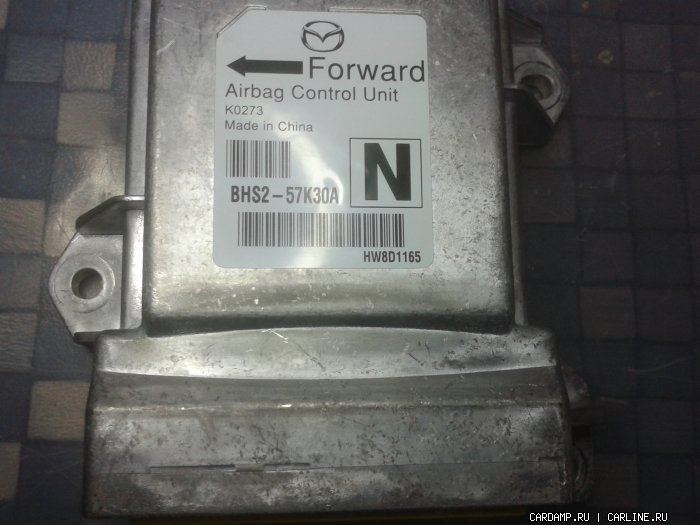 Forward
Airbag Control Unit
K0273
Made in China
N
BHS2-57K30A
HW8D1165
CARDAMP.RU | CARLINE.RU